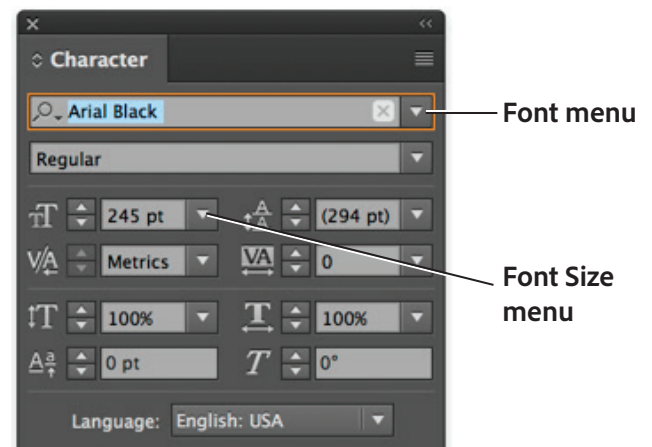 Character
Arial Black
Font menu
Regular
245 pt
(294 pt)
Metrics
0
Font Size
menu
100%
100%
0 pt
0°
Language: English: USA